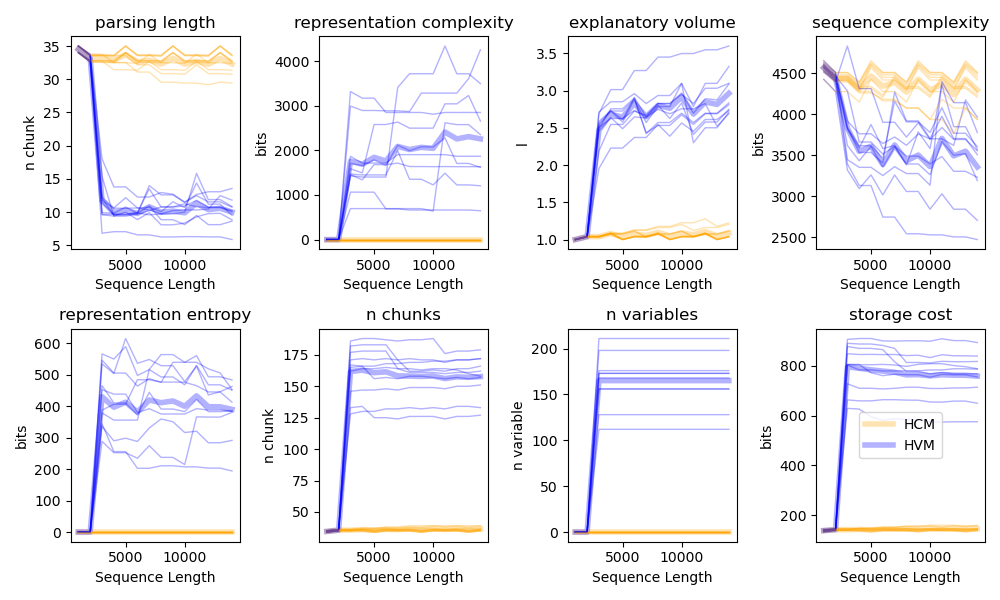 parsing length
representation complexity
explanatory volume
sequence complexity
n chunk
35
30
25
20
15
10
5
5000
10000
Sequence Length
bits
4000
3000
2000
1000
0
5000
10000
Sequence Length
l
3.5
3.0
2.5
2.0
1.5
1.0
5000
10000
Sequence Length
bits
4500
4000
3500
3000
2500
5000
10000
Sequence Length
representation entropy
n chunks
n variables
storage cost
bits
600
500
400
300
200
100
0
5000
10000
Sequence Length
n chunk
175
150
125
100
75
50
5000
10000
Sequence Length
n variable
200
150
100
50
0
5000
10000
Sequence Length
bits
800
600
400
200
HCM
HVM
5000
10000
Sequence Length